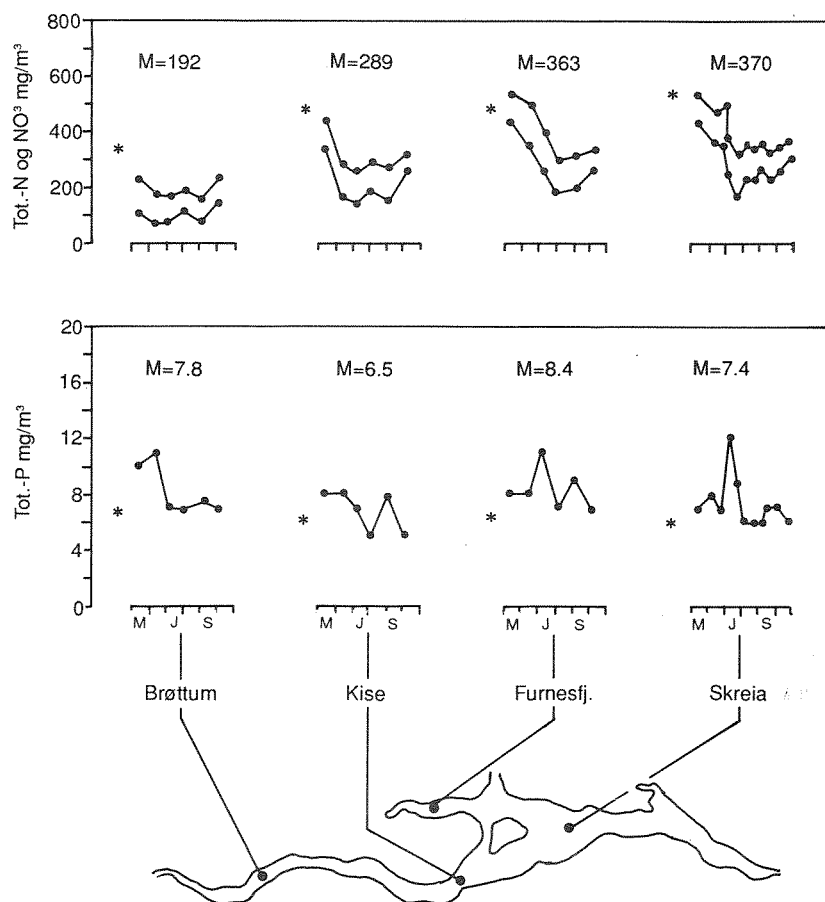 Tot.-N og NO³ mg/m³
800
600
400
200
0
M=192
M=289
M=363
M=370
*
*
*
*
Tot.-P mg/m³
20
16
12
8
4
0
M=7.8
M=6.5
M=8.4
M=7.4
*
*
*
*
M J S
M J S
M J S
M J S
Brøttum
Kise
Furnesfj.
Skreia